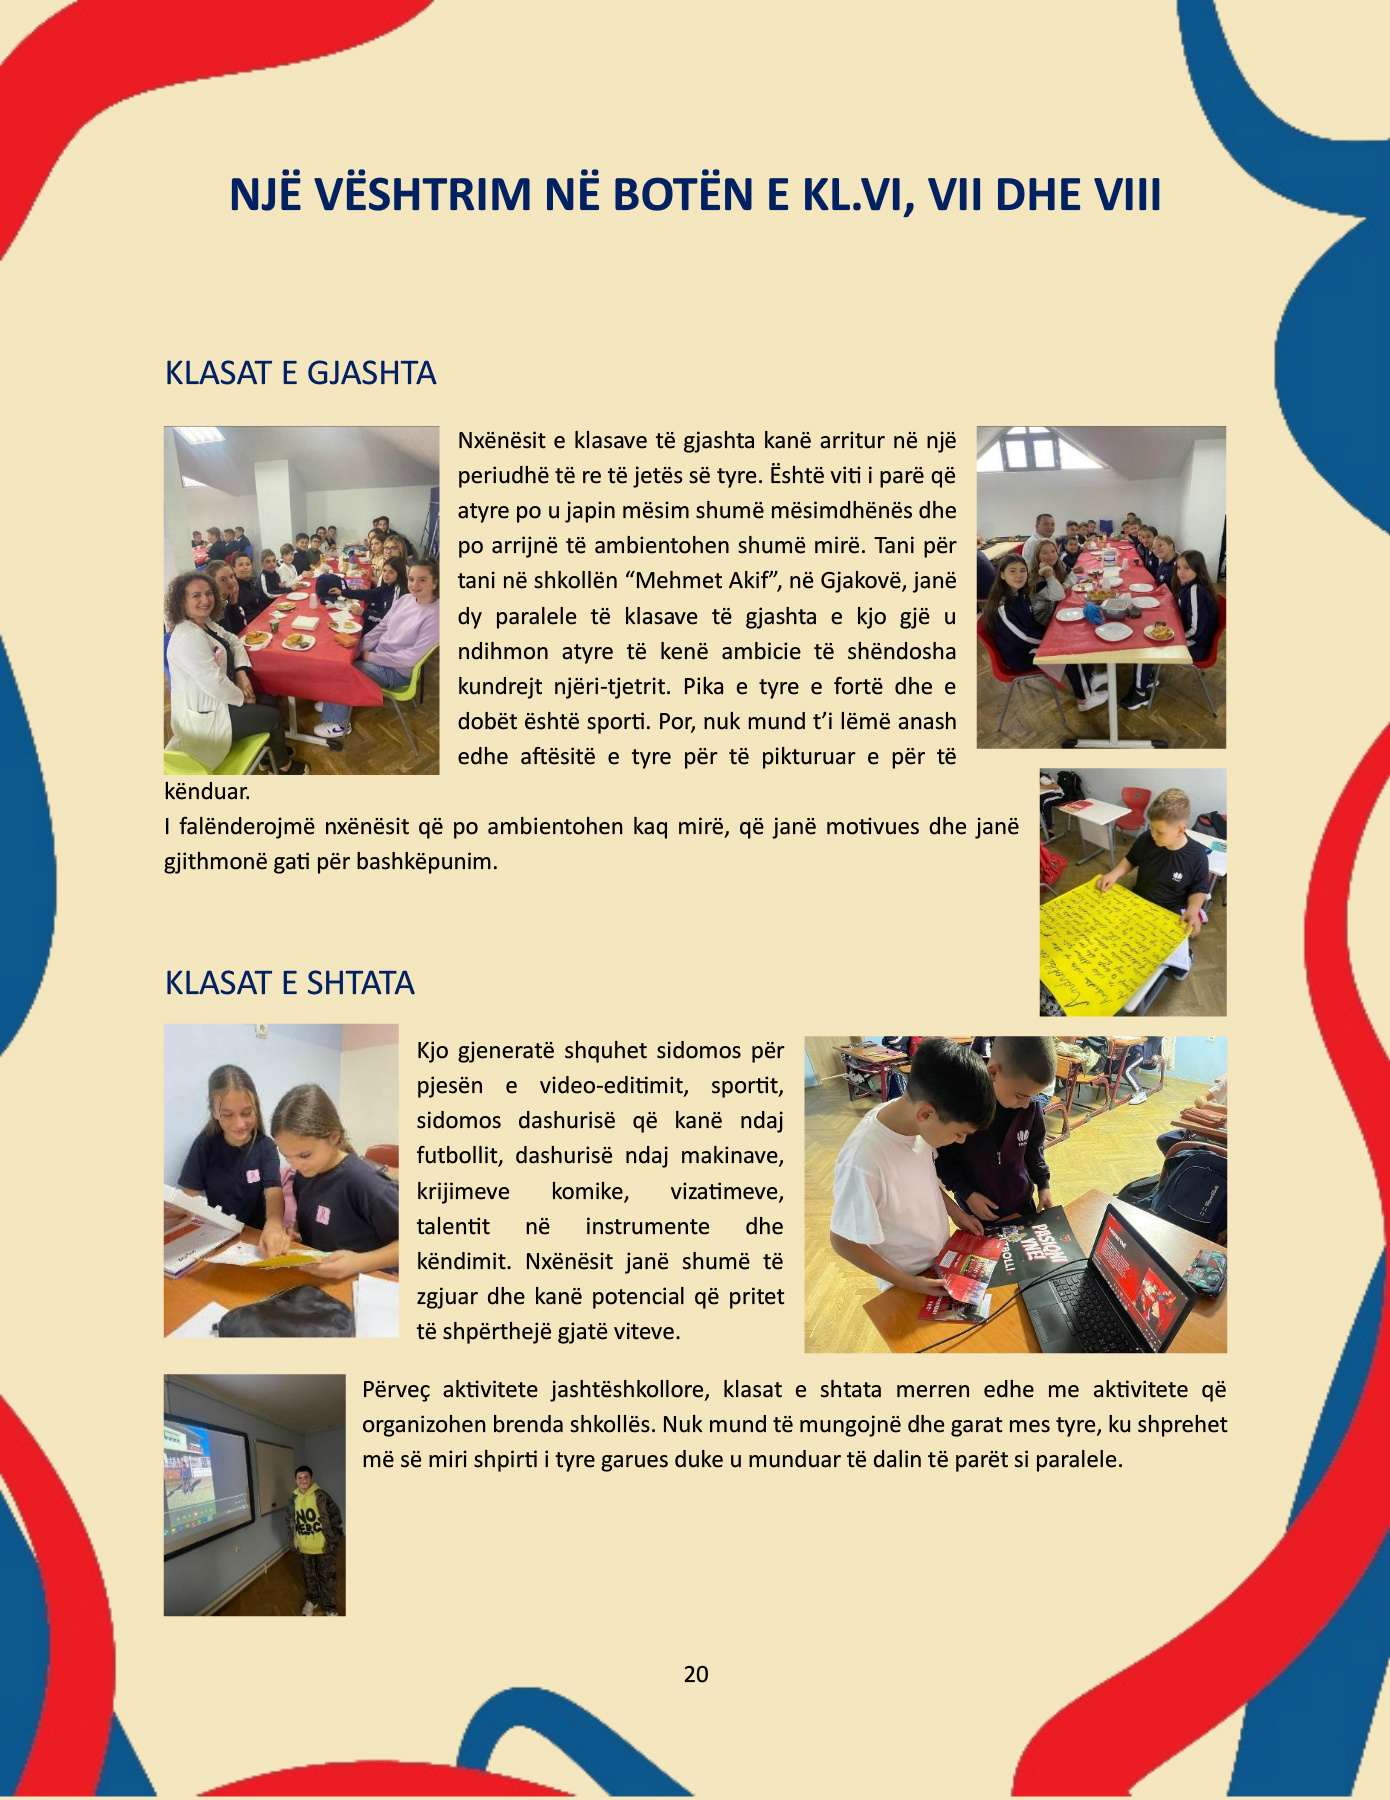 NJË VËSHTRIM NË BOTËN E KL.VI, VII DHE VIII
KLASAT E GJASHTA
Nxënësit e klasave të gjashta kanë arritur në një
periudhë të re të jetës së tyre. Është viti i parë që
atyre po u japin mësim shumë mësimdhënës dhe
po arrijnë të ambientohen shumë mirë. Tani për
tani në shkollën “Mehmet Akif”, në Gjakovë, janë
dy paralele të klasave të gjashta e kjo gjë u
ndihmon atyre të kenë ambicie të shëndosha
kundrejt njëri-tjetrit. Pika e tyre e fortë dhe e
dobët është sporti. Por, nuk mund t’i lëmë anash
edhe aftësitë e tyre për të pikturuar e për të
kënduar.
I falënderojmë nxënësit që po ambientohen kaq mirë, që janë motivues dhe janë
gjithmonë gati për bashkëpunim.
KLASAT E SHTATA
Kjo gjeneratë shquhet sidomos për
pjesën e video-editimit, sportit,
sidomos dashurisë që kanë ndaj
futbollit, dashurisë ndaj makinave,
krijimeve komike, vizatimeve,
talentit në instrumente dhe
këndimit. Nxënësit janë shumë të
zgjuar dhe kanë potencial që pritet
të shpërthejë gjatë viteve.
PASIONI
YNË
FUTBOLLI
Përveç aktivitete jashtëshkollore, klasat e shtata merren edhe me aktivitete që
organizohen brenda shkollës. Nuk mund të mungojnë dhe garat mes tyre, ku shprehet
më së miri shpirti i tyre garues duke u munduar të dalin të parët si paralele.
NO
MERCY
20